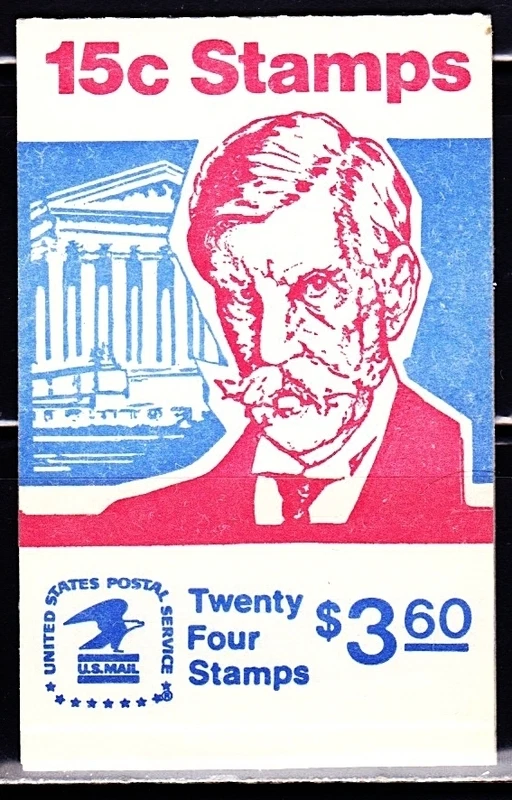 15c Stamps
UNITED STATES POSTAL SERVICE
U.S.MAIL
®
Twenty
Four
Stamps
$3.60